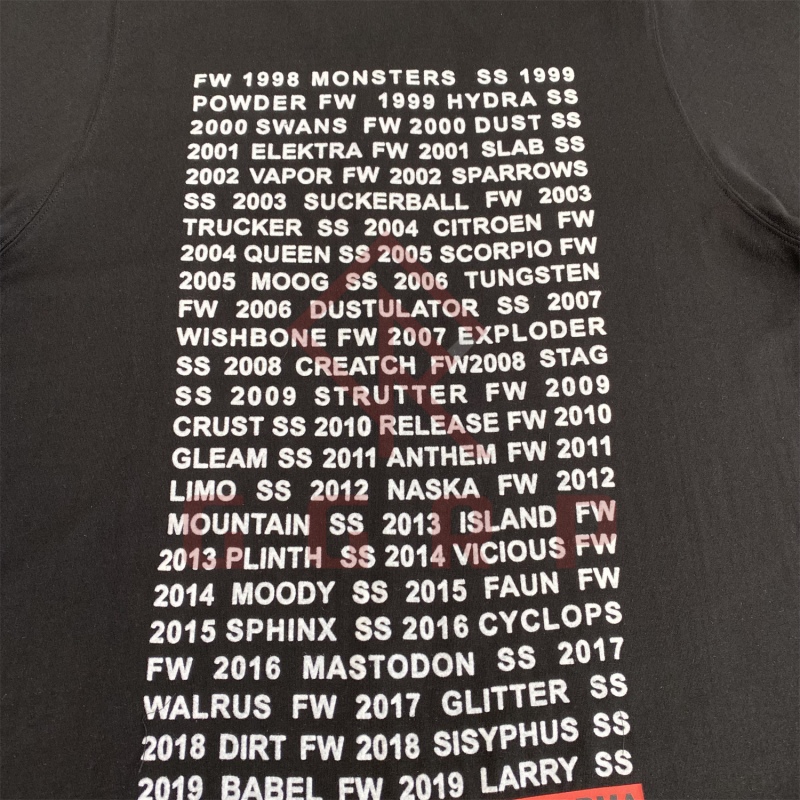 FW 1998 MONSTERS SS 1999
POWDER FW 1999 HYDRA SS
2000 SWANS FW 2000 DUST SS
2001 ELEKTRA FW 2001 SLAB SS
2002 VAPOR FW 2002 SPARROWS
SS 2003 SUCKERBALL FW 2003
TRUCKER SS 2004 CITROEN FW
2004 QUEEN SS 2005 SCORPIO FW
2005 MOOG SS 2006 TUNGSTEN
FW 2006 DUSTULATOR SS 2007
WISHBONE FW 2007 EXPLODER
SS 2008 CREATCH FW2008 STAG
SS 2009 STRUTTER FW 2009
CRUST SS 2010 RELEASE FW 2010
GLEAM SS 2011 ANTHEM FW 2011
LIMO SS 2012 NASKA FW 2012
MOUNTAIN SS 2013 ISLAND FW
2013 PLINTH SS 2014 VICIOUS FW
2014 MOODY SS 2015 FAUN FW
2015 SPHINX SS 2016 CYCLOPS
FW 2016 MASTODON SS 2017
WALRUS FW 2017 GLITTER SS
2018 DIRT FW 2018 SISYPHUS SS
2019 BABEL FW 2019 LARRY SS